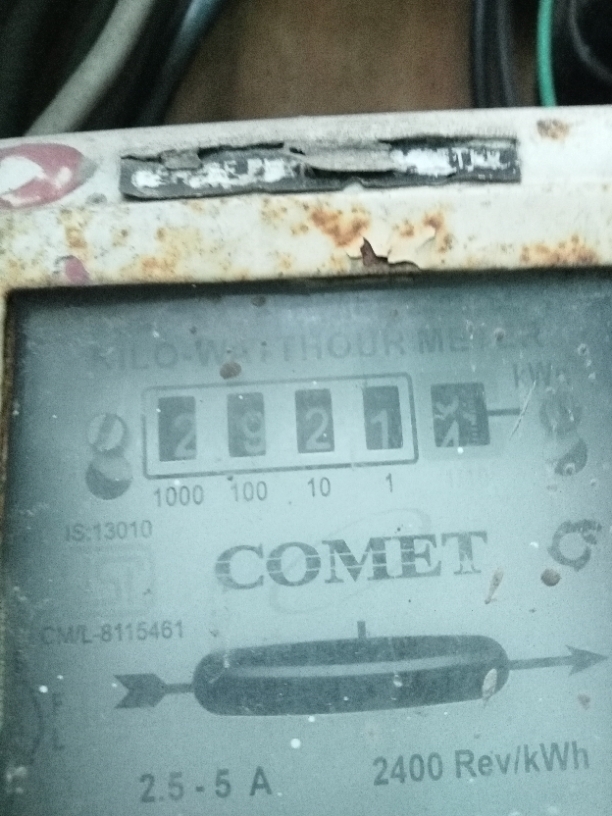 KILO-WATTHOUR METER
kWh
2 9 2 1
1000 100 10 1
IS:13010
COMET
CM/L-8115461
2.5 - 5 A
2400 Rev/kWh